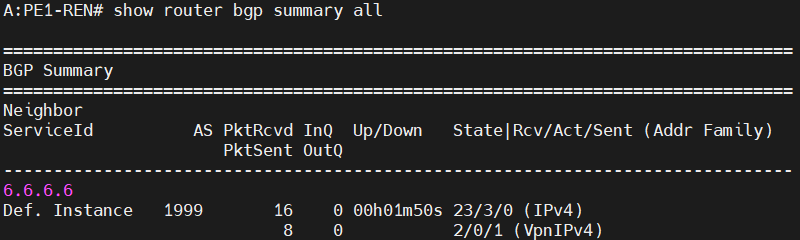 A:PE1-REN# show router bgp summary all
===============================================================================
BGP Summary
===============================================================================
Neighbor
ServiceId          AS PktRcvd InQ  Up/Down   State|Rcv/Act/Sent (Addr Family)
                      PktSent OutQ
-------------------------------------------------------------------------------
6.6.6.6
Def. Instance   1999       16    0 00h01m50s 23/3/0 (IPv4)
                            8    0           2/0/1 (VpnIPv4)